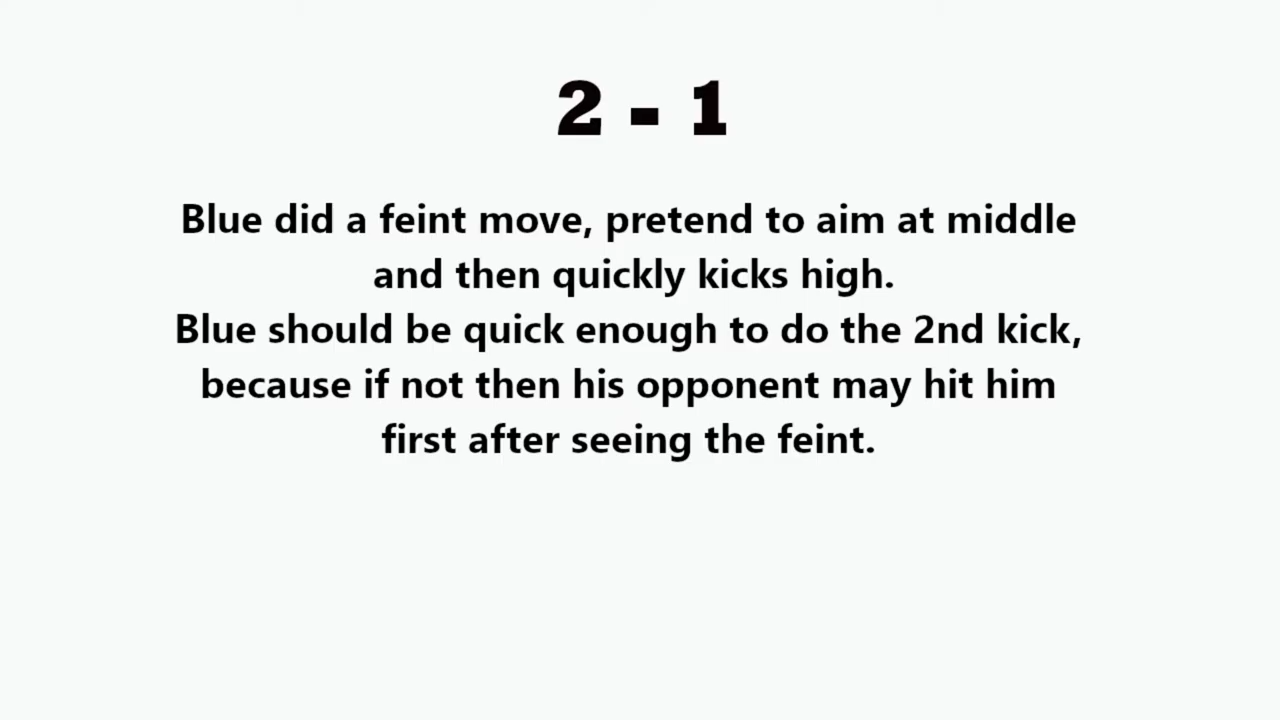 2 - 1
Blue did a feint move, pretend to aim at middle
and then quickly kicks high.
Blue should be quick enough to do the 2nd kick,
because if not then his opponent may hit him
first after seeing the feint.